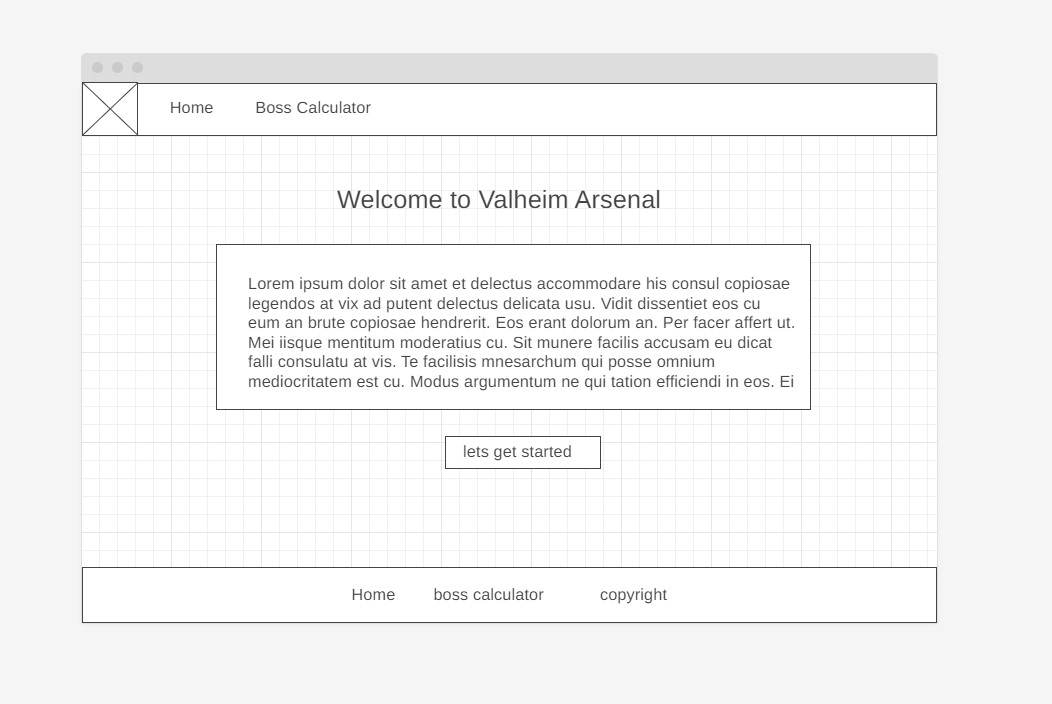 Home Boss Calculator
Welcome to Valheim Arsenal
Lorem ipsum dolor sit amet et delectus accommodare his consul copiosae
legendos at vix ad putent delectus delicata usu. Vidit dissentiet eos cu
eum an brute copiosae hendrerit. Eos erant dolorum an. Per facer affert ut.
Mei iisque mentitum moderatius cu. Sit munere facilis accusam eu dicat
falli consulatu at vis. Te facilisis mnesarchum qui posse omnium
mediocritatem est cu. Modus argumentum ne qui tation efficiendi in eos. Ei
lets get started
Home boss calculator copyright